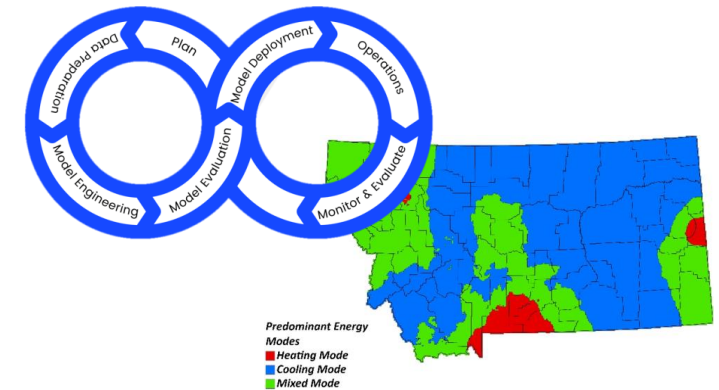 Plan
Data Preparation
Model Engineering
Model Evaluation
Model Deployment
Operations
Monitor & Evaluate
Predominant Energy
Modes
Heating Mode
Cooling Mode
Mixed Mode